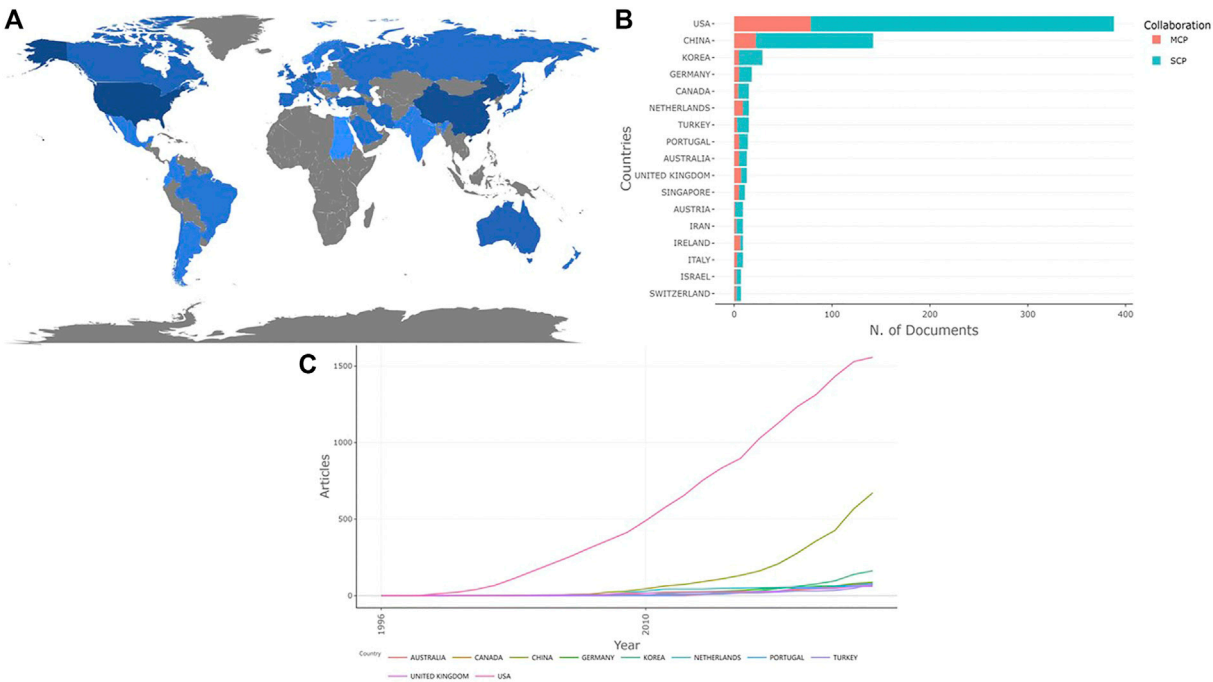 A
B
USA
CHINA
KOREA
GERMANY
CANADA
NETHERLANDS
TURKEY
PORTUGAL
AUSTRALIA
UNITED KINGDOM
SINGAPORE
AUSTRIA
IRAN
IRELAND
ITALY
ISRAEL
SWITZERLAND
Countries
0 100 200 300 400
N. of Documents
Collaboration
MCP
SCP
C
1500
1000
500
0
Articles
1996 2010
Year
Country AUSTRALIA CANADA CHINA GERMANY KOREA NETHERLANDS PORTUGAL TURKEY
UNITED KINGDOM USA